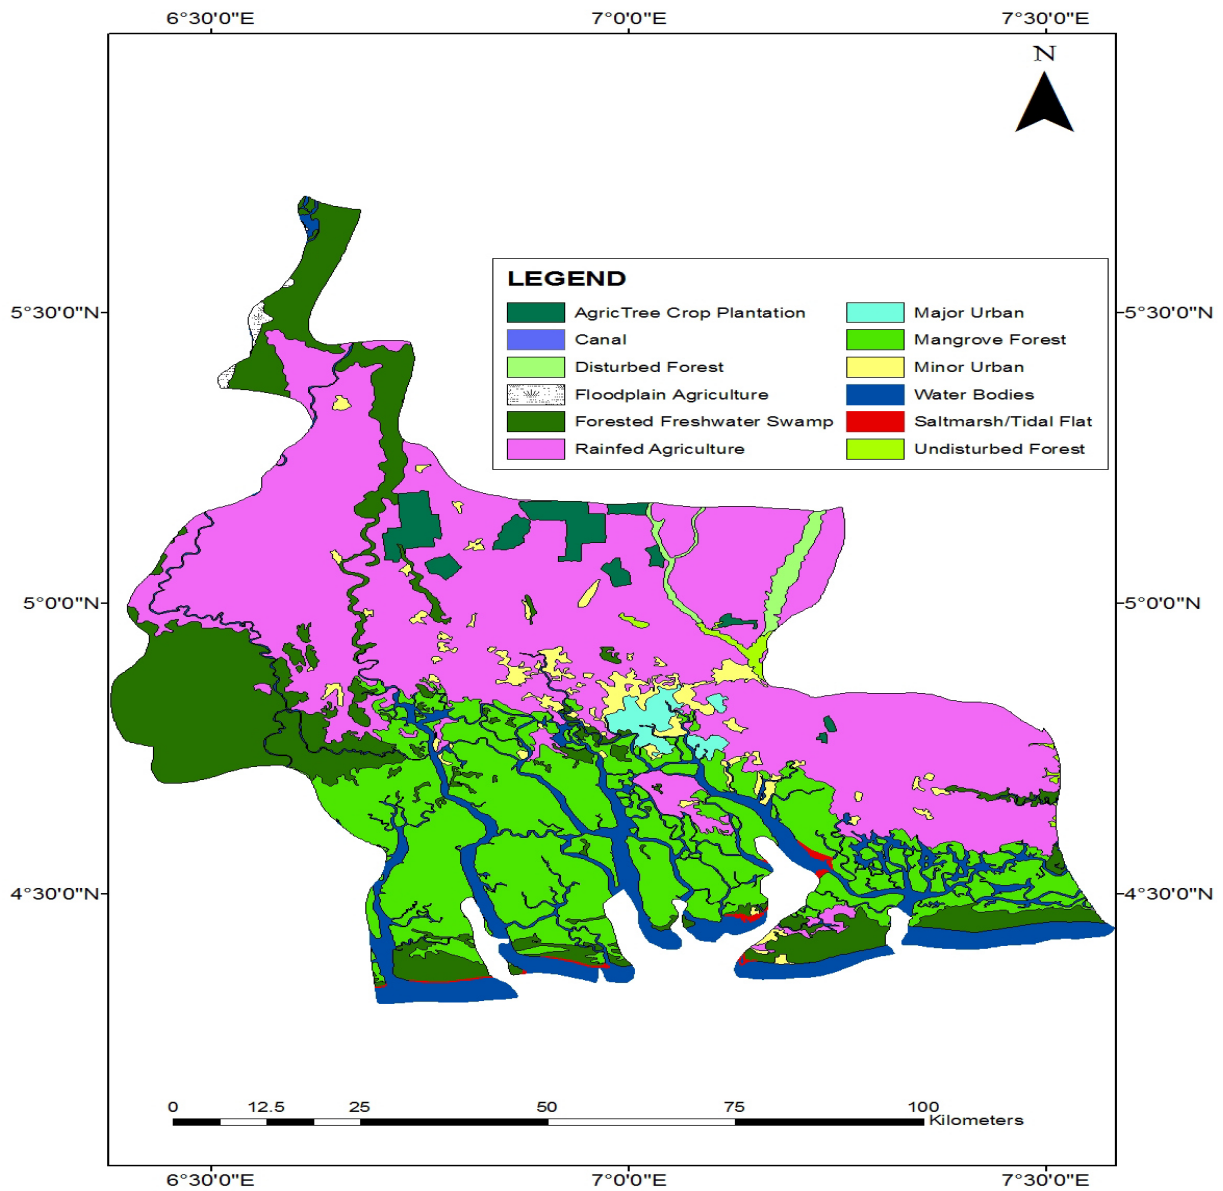 6°30'0"E 7°0'0"E 7°30'0"E
N
LEGEND
5°30'0"N
AgricTree Crop Plantation
Canal
Disturbed Forest
Floodplain Agriculture
Forested Freshwater Swamp
Rainfed Agriculture
Major Urban
Mangrove Forest
Minor Urban
Water Bodies
Saltmarsh/Tidal Flat
Undisturbed Forest
5°30'0"N
5°0'0"N 5°0'0"N
4°30'0"N 4°30'0"N
0 12.5 25 50 75 100
Kilometers
6°30'0"E 7°0'0"E 7°30'0"E